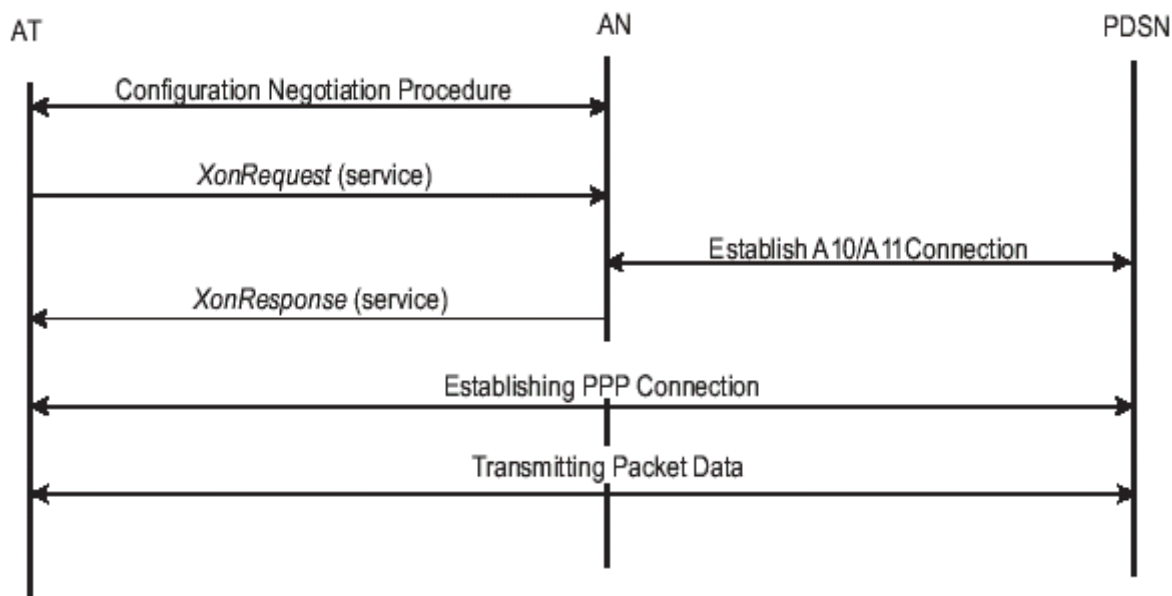 AT
AN
PDSN
Configuration Negotiation Procedure
XonRequest (service)
Establish A10/A11Connection
XonResponse (service)
Establishing PPP Connection
Transmitting Packet Data